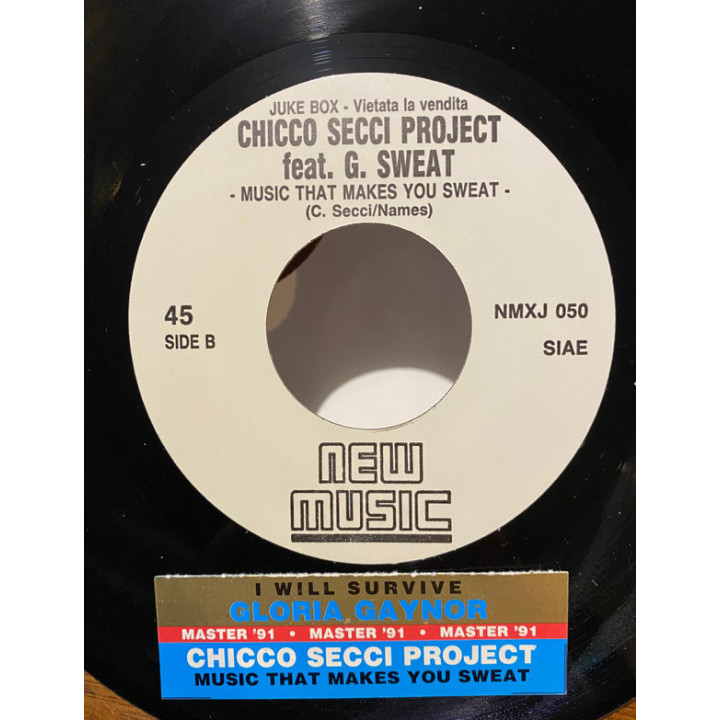 JUKE BOX - Vietata la vendita
CHICCO SECCI PROJECT
feat. G. SWEAT
- MUSIC THAT MAKES YOU SWEAT -
(C. Secci/Names)
45
NMXJ 050
SIDE B
SIAE
NEW
MUSIC
I WILL SURVIVE
GLORIA GAYNOR
MASTER '91 • MASTER '91 • MASTER '91
CHICCO SECCI PROJECT
MUSIC THAT MAKES YOU SWEAT